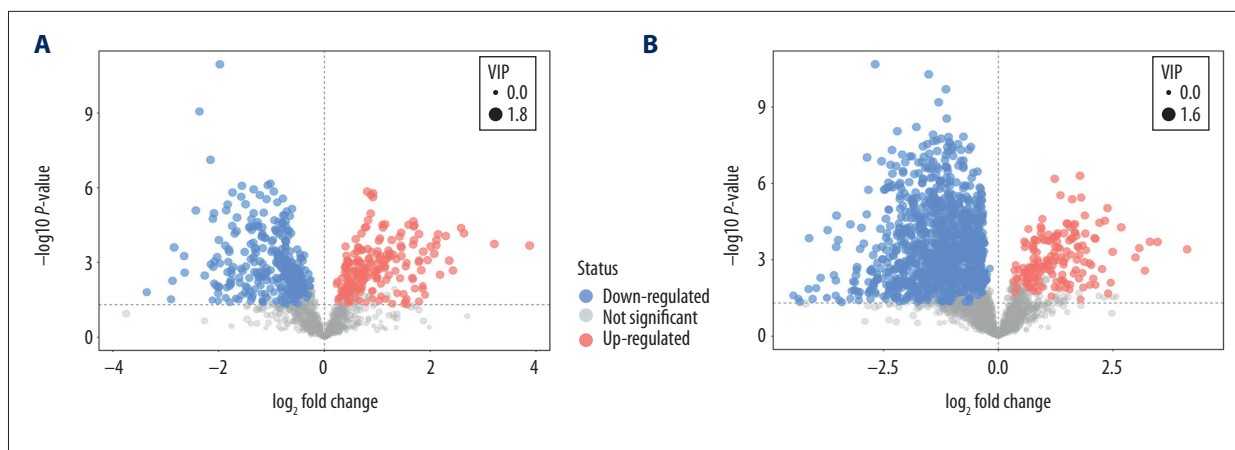 A
VIP
0.0
1.8
9
6
3
0
−log10 P-value
−4
−2
0
2
4
log2 fold change
Status
Down-regulated
Not significant
Up-regulated
B
VIP
0.0
1.6
9
6
3
0
−log10 P-value
−2.5
0.0
2.5
log2 fold change